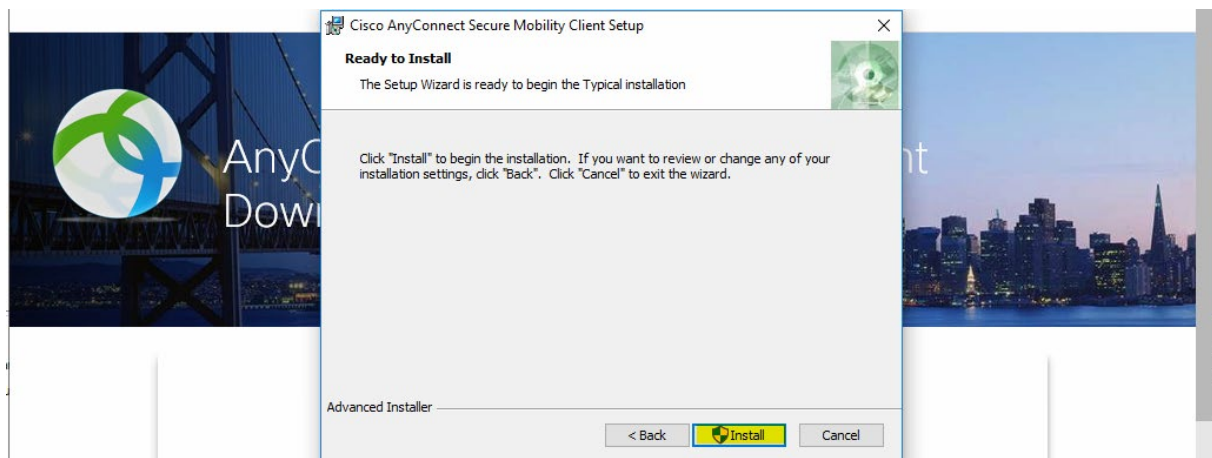 Cisco AnyConnect Secure Mobility Client Setup
Ready to Install
The Setup Wizard is ready to begin the Typical installation
AnyC
nt
Dow
Click "Install" to begin the installation.  If you want to review or change any of your
installation settings, click "Back".  Click "Cancel" to exit the wizard.
Advanced Installer
< Back
Install
Cancel